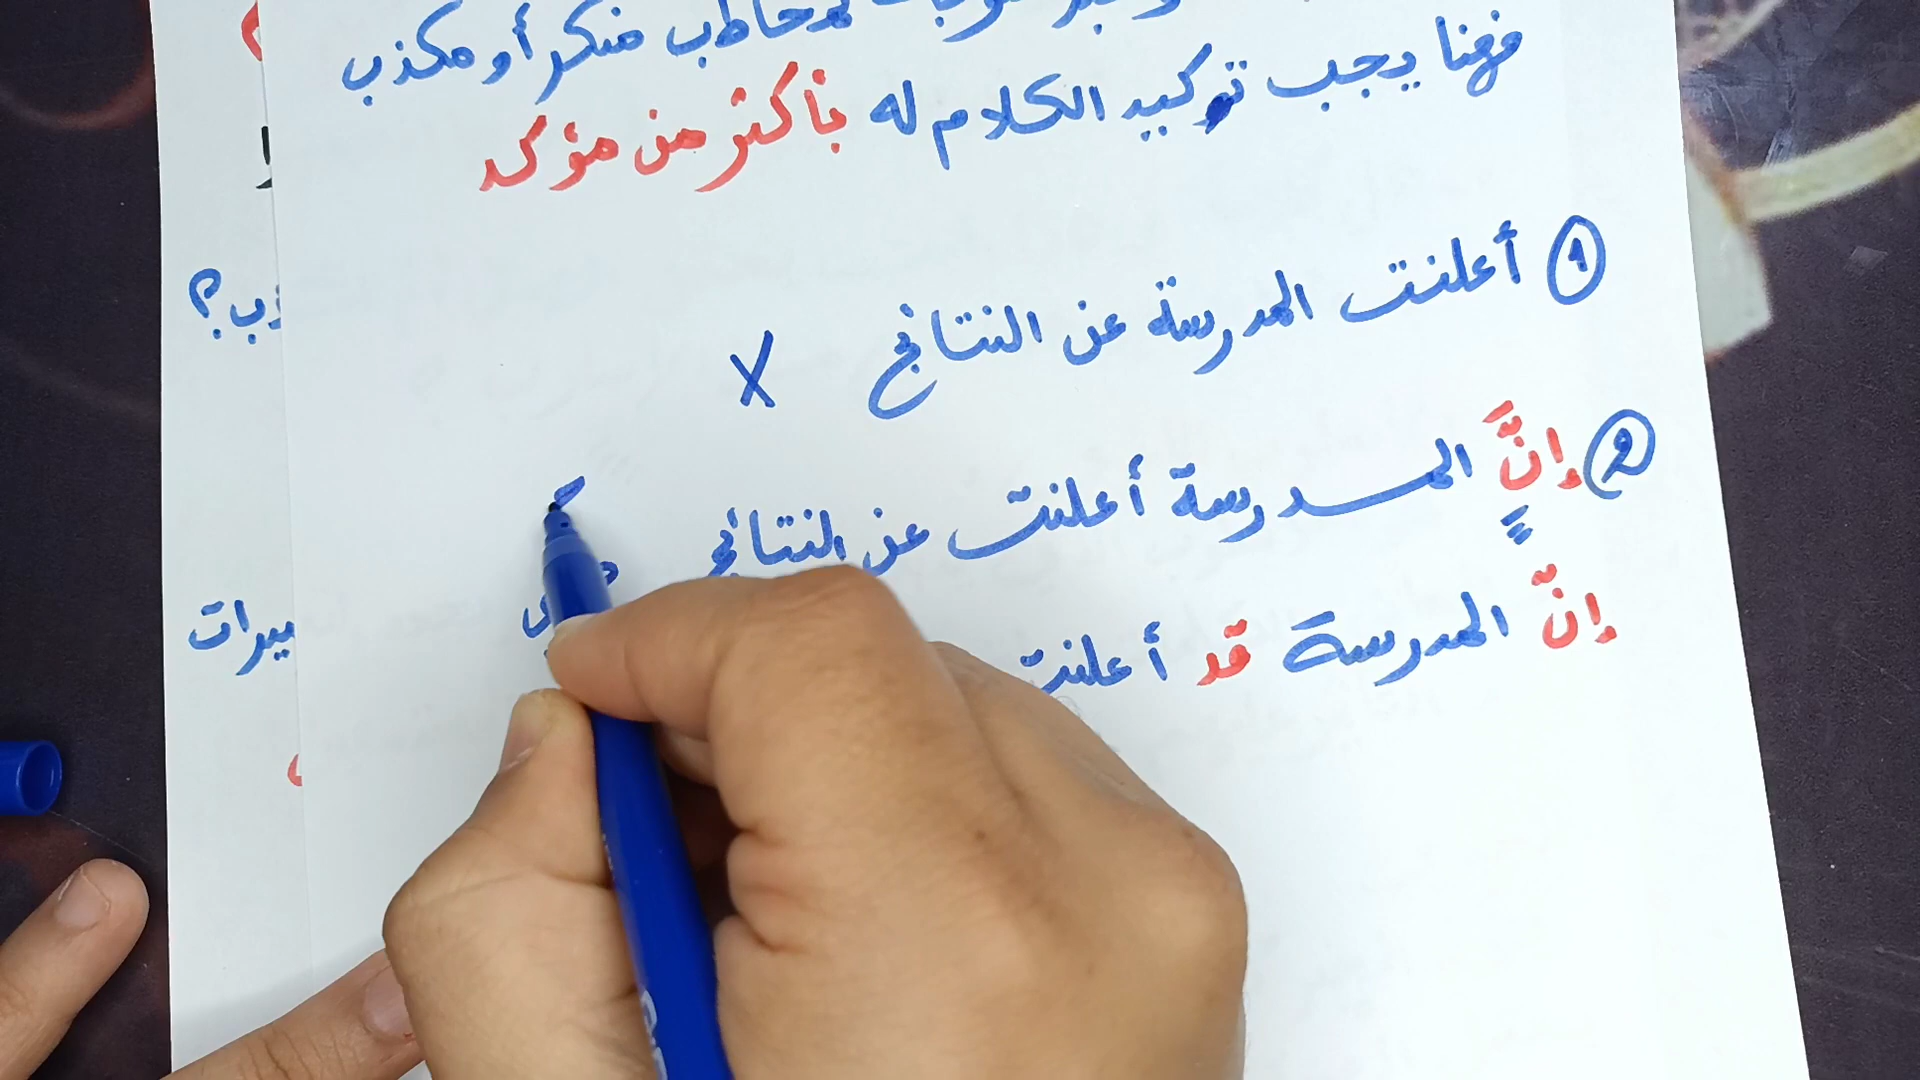 لمخاطب منكر أو مكذب
فهنا يجب توكيد الكلام له بأكثر من مؤكد
① أعلنت المدرسة عن النتائج X
② إنَّ المدرسة أعلنت عن النتائج
إنّ المدرسة قد أعلنت